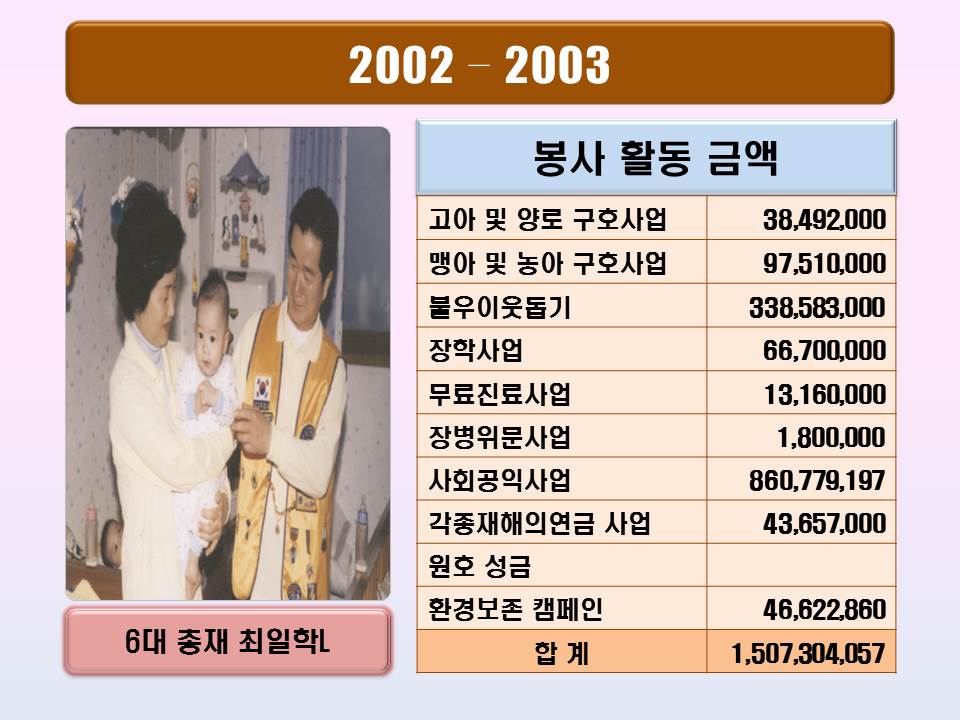 2002 – 2003
봉사 활동 금액
고아 및 양로 구호사업 38,492,000
맹아 및 농아 구호사업 97,510,000
불우이웃돕기 338,583,000
장학사업 66,700,000
무료진료사업 13,160,000
장병위문사업 1,800,000
사회공익사업 860,779,197
각종재해의연금 사업 43,657,000
원호 성금
환경보존 캠페인 46,622,860
합 계 1,507,304,057
6대 총재 최일학L